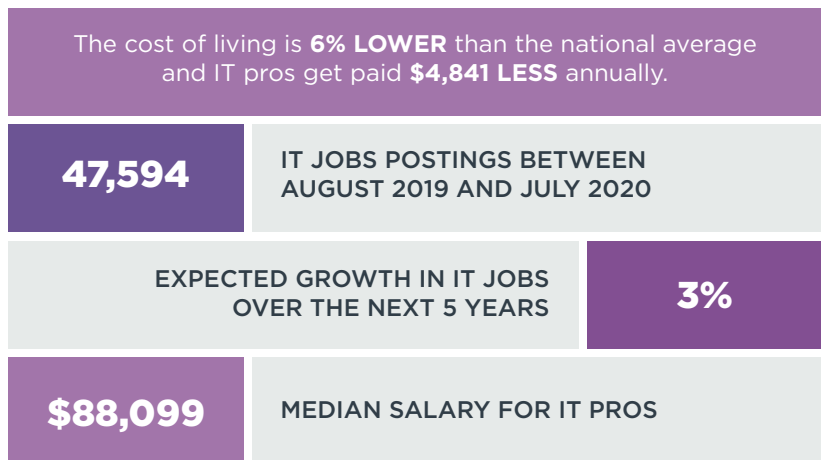 The cost of living is 6% LOWER than the national average
and IT pros get paid $4,841 LESS annually.
47,594
IT JOBS POSTINGS BETWEEN
AUGUST 2019 AND JULY 2020
EXPECTED GROWTH IN IT JOBS
OVER THE NEXT 5 YEARS
3%
$88,099
MEDIAN SALARY FOR IT PROS